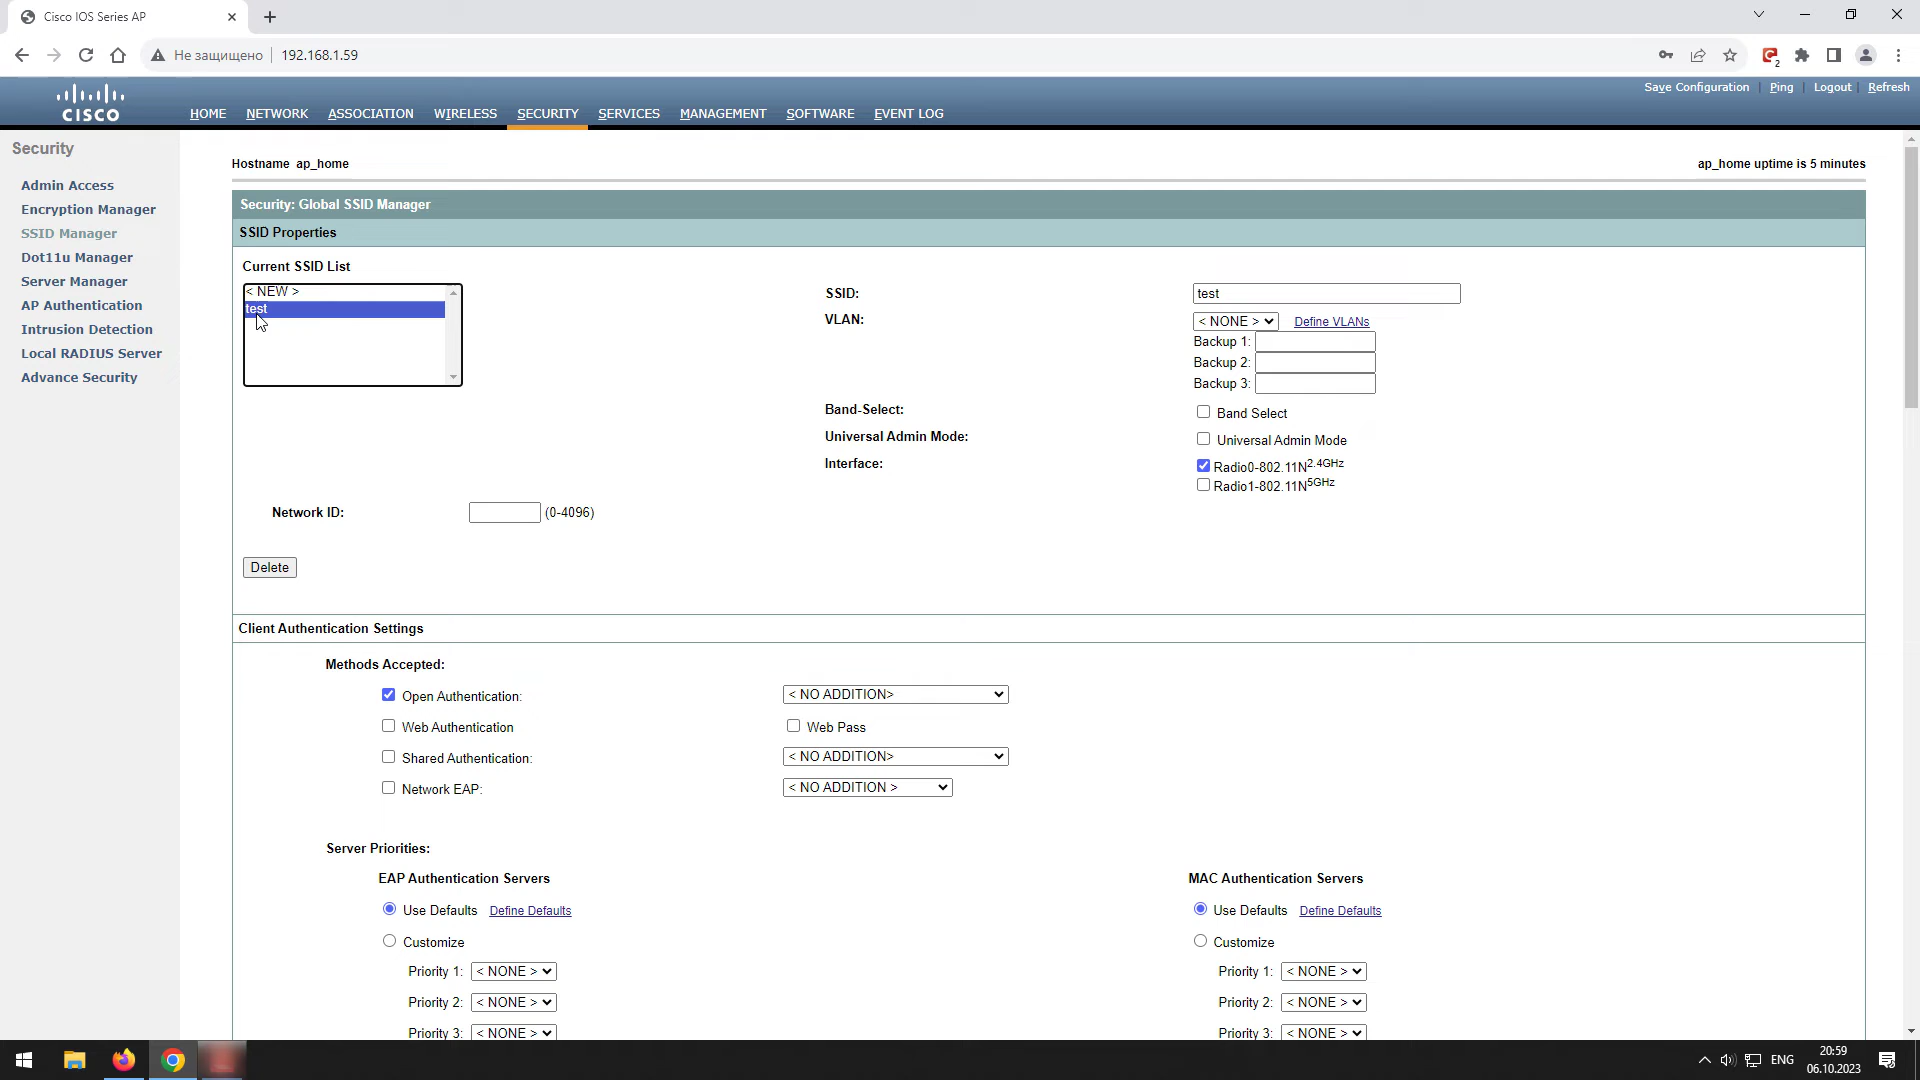 Cisco IOS Series AP
Не защищено 192.168.1.59
2
CISCO
Save Configuration Ping Logout Refresh
HOME NETWORK ASSOCIATION WIRELESS SECURITY SERVICES MANAGEMENT SOFTWARE EVENT LOG
Security
Admin Access
Encryption Manager
SSID Manager
Dot11u Manager
Server Manager
AP Authentication
Intrusion Detection
Local RADIUS Server
Advance Security
Hostname ap_home
ap_home uptime is 5 minutes
Security: Global SSID Manager
SSID Properties
Current SSID List
< NEW >
test
SSID: test
VLAN: < NONE > Define VLANs
Backup 1:
Backup 2:
Backup 3:
Band-Select: Band Select
Universal Admin Mode: Universal Admin Mode
Interface: Radio0-802.11N2.4GHz
Radio1-802.11N5GHz
Network ID: (0-4096)
Delete
Client Authentication Settings
Methods Accepted:
Open Authentication: < NO ADDITION>
Web Authentication Web Pass
Shared Authentication: < NO ADDITION>
Network EAP: < NO ADDITION >
Server Priorities:
EAP Authentication Servers MAC Authentication Servers
Use Defaults Define Defaults Use Defaults Define Defaults
Customize Customize
Priority 1: < NONE > Priority 1: < NONE >
Priority 2: < NONE > Priority 2: < NONE >
Priority 3: < NONE > Priority 3: < NONE >
ENG
20:59
06.10.2023